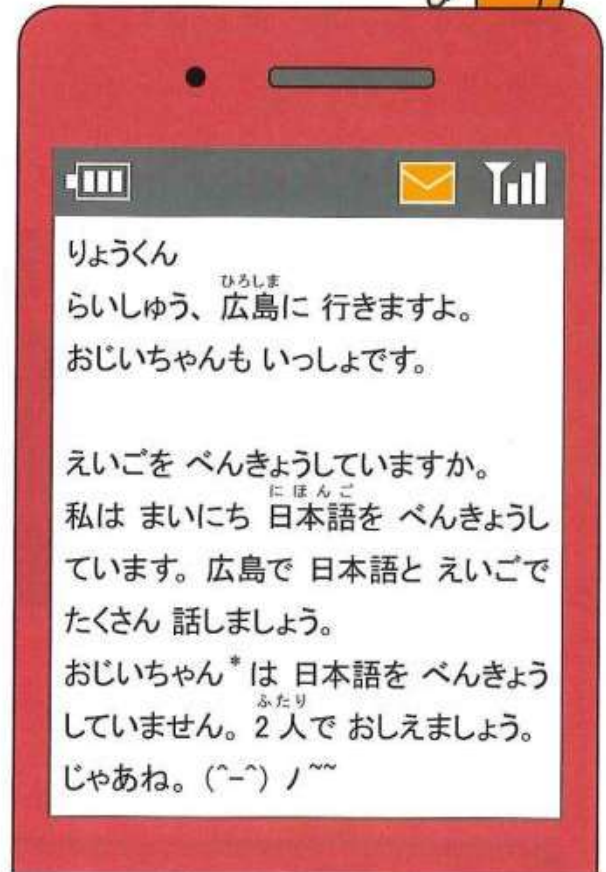 りょうくん
ひろしま
らいしゅう、 広島に 行きますよ。
おじいちゃんも いっしょです。
えいごを べんきょうしていますか。
にほんご
私は まいにち 日本語を べんきょうし
ています。 広島で 日本語と えいごで
たくさん 話しましょう。
おじいちゃん*は 日本語を べんきょう
ふたり
していません。 2人で おしえましょう。
じゃあね。 (^-^) ノ~~